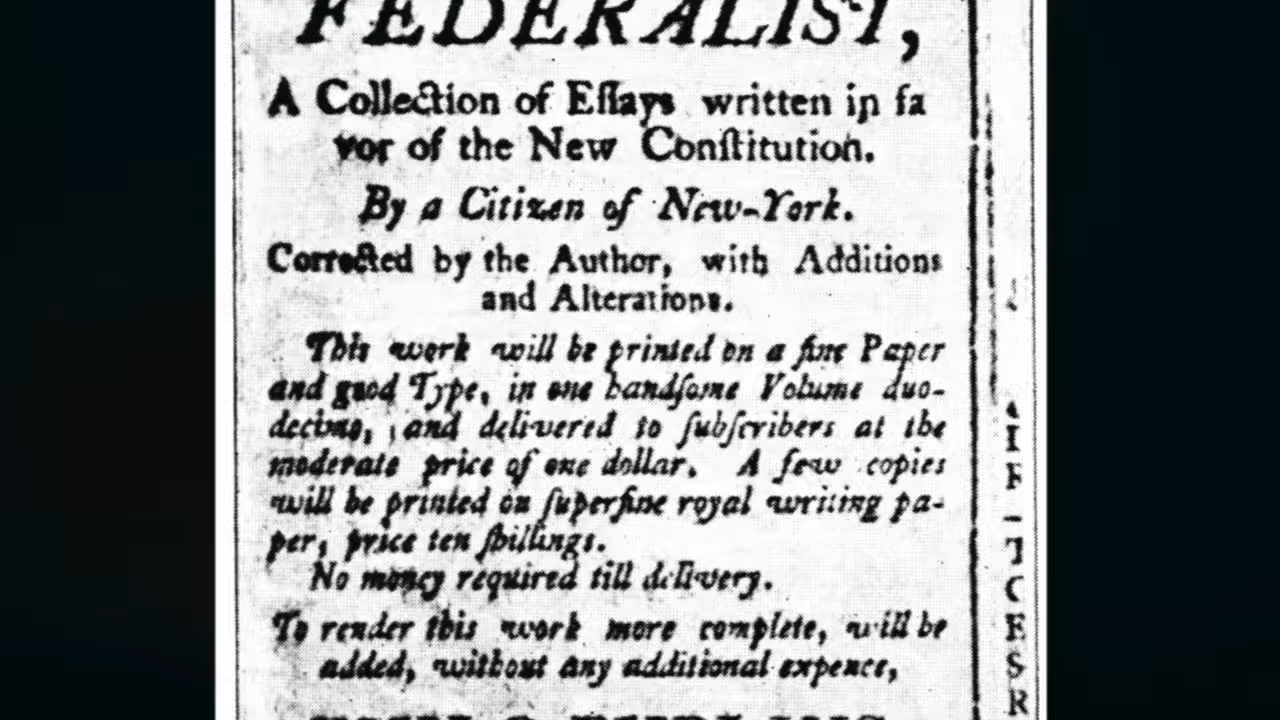 FEDERALIST,
A Collection of Eſſays written in fa
vor of the New Conſtitution.
By a Citizen of New-York.
Corrected by the Author, with Additions
and Alterations.
This work will be printed on a fine Paper
and good Type, in one handſome Volume duo-
decimo, and delivered to ſubſcribers at the
moderate price of one dollar. A few copies
will be printed on ſuperfine royal writing pa-
per, price ten ſhillings.
No money required till delivery.
To render this work more complete, will be
added, without any additional expence,
I
F
C
E
S
R